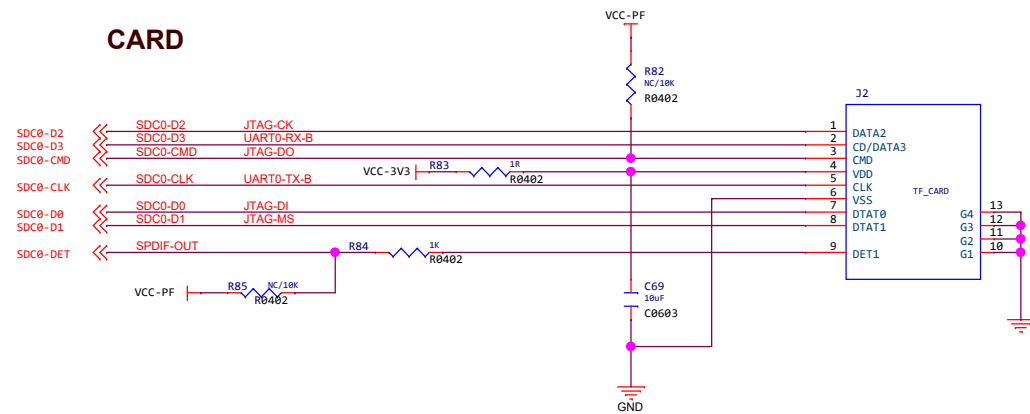 VCC-PF
CARD
R82
NC/10K
R0402
J2
SDC0-D2 SDC0-D2 JTAG-CK 1 DATA2
SDC0-D3 SDC0-D3 UART0-RX-B 2 CD/DATA3
SDC0-CMD SDC0-CMD JTAG-DO 3 CMD
VCC-3V3 R83 1R R0402 4 VDD
SDC0-CLK SDC0-CLK UART0-TX-B 5 CLK
6 VSS
TF_CARD
SDC0-D0 SDC0-D0 JTAG-DI 7 DTAT0
SDC0-D1 SDC0-D1 JTAG-MS 8 DTAT1
G4 13
G3 12
G2 11
G1 10
SDC0-DET SPDIF-OUT R84 1K R0402 9 DET1
VCC-PF R85 NC/10K R0402
C69
10uF
C0603
GND